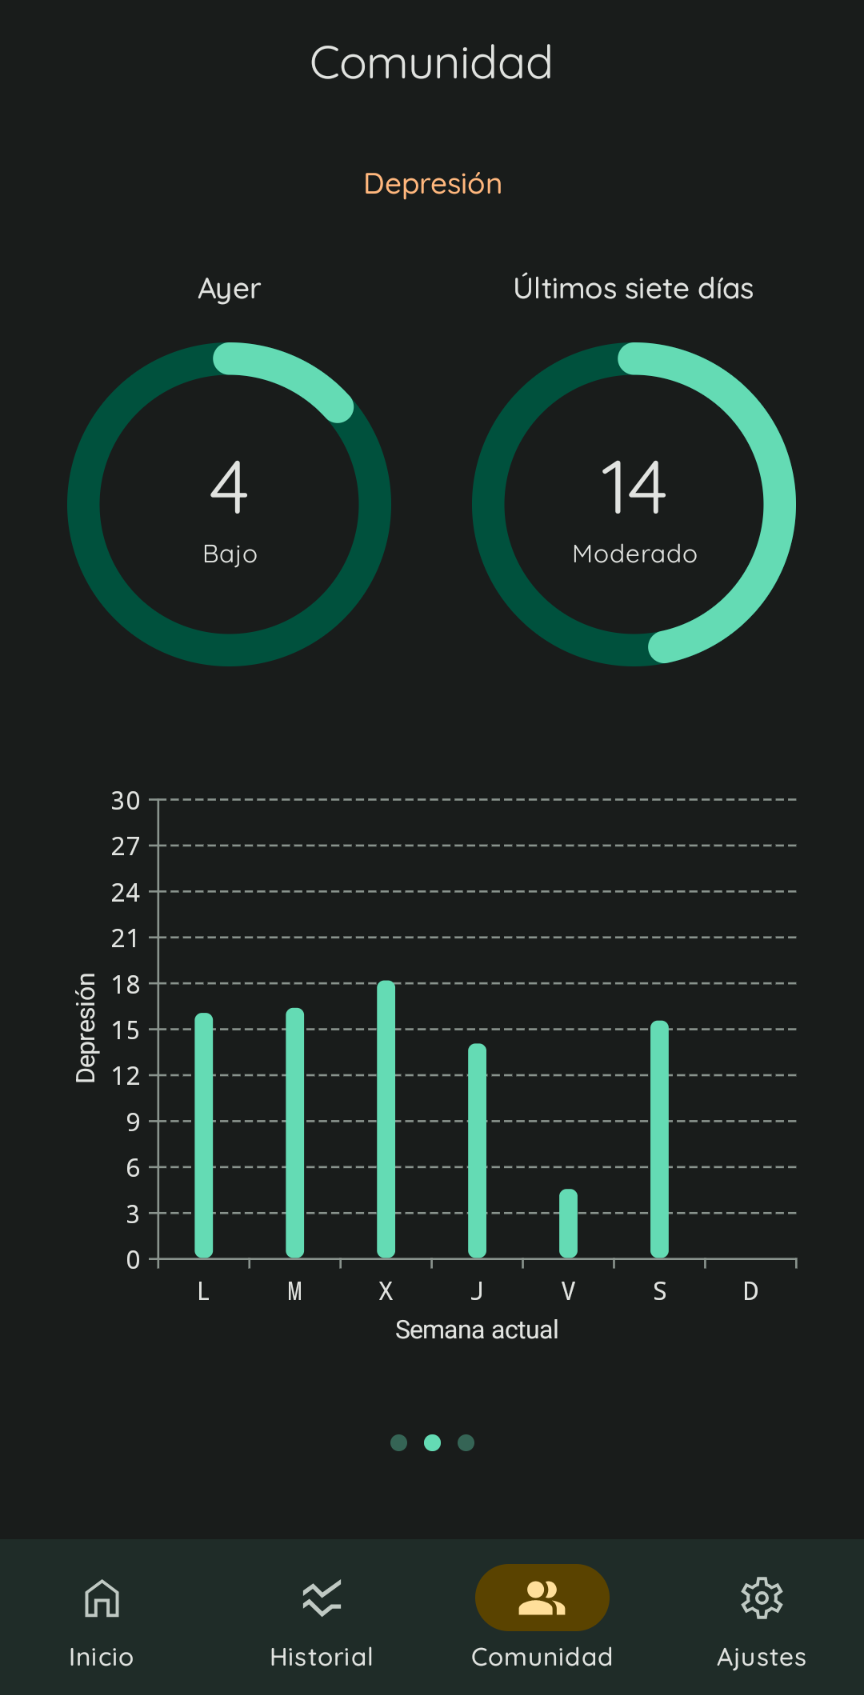 Comunidad
Depresión
Ayer
Últimos siete días
4
Bajo
14
Moderado
30
27
24
21
18
15
12
9
6
3
0
Depresión
L M X J V S D
Semana actual
Inicio Historial Comunidad Ajustes